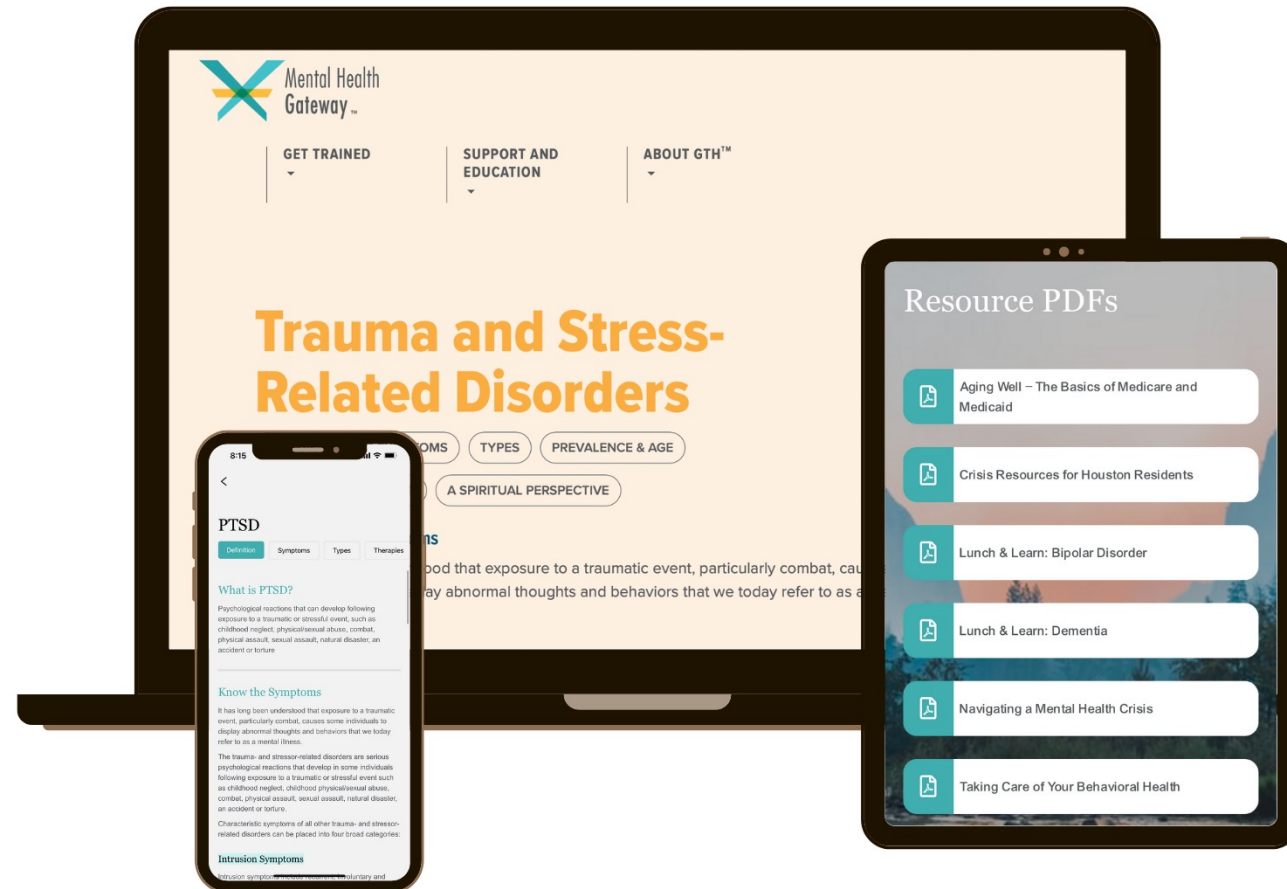 Mental Health
Gateway™
GET TRAINED
SUPPORT AND
EDUCATION
ABOUT GTH™
Trauma and Stress-
Related Disorders
TYPES
PREVALENCE & AGE
A SPIRITUAL PERSPECTIVE
that exposure to a traumatic event, particularly combat,
abnormal thoughts and behaviors that we today refer to as
8:15
PTSD
Definition
Symptoms
Types
Therapies
What is PTSD?
Psychological reactions that can develop following
exposure to a traumatic or stressful event, such as
childhood neglect, physical/sexual abuse, combat,
physical assault, sexual assault, natural disaster, an
accident or torture
Know the Symptoms
It has long been understood that exposure to a traumatic
event, particularly combat, causes some individuals to
display abnormal thoughts and behaviors that we today
refer to as a mental illness.
The trauma- and stressor-related disorders are serious
psychological reactions that develop in some individuals
following exposure to a traumatic or stressful event such
as childhood neglect, childhood physical/sexual abuse,
combat, physical assault, sexual assault, natural disaster,
an accident or torture.
Characteristic symptoms of all other trauma- and stressor-
related disorders can be placed into four broad categories:
Intrusion Symptoms
Intrusion symptoms include recurrent, involuntary and
Resource PDFs
Aging Well – The Basics of Medicare and
Medicaid
Crisis Resources for Houston Residents
Lunch & Learn: Bipolar Disorder
Lunch & Learn: Dementia
Navigating a Mental Health Crisis
Taking Care of Your Behavioral Health